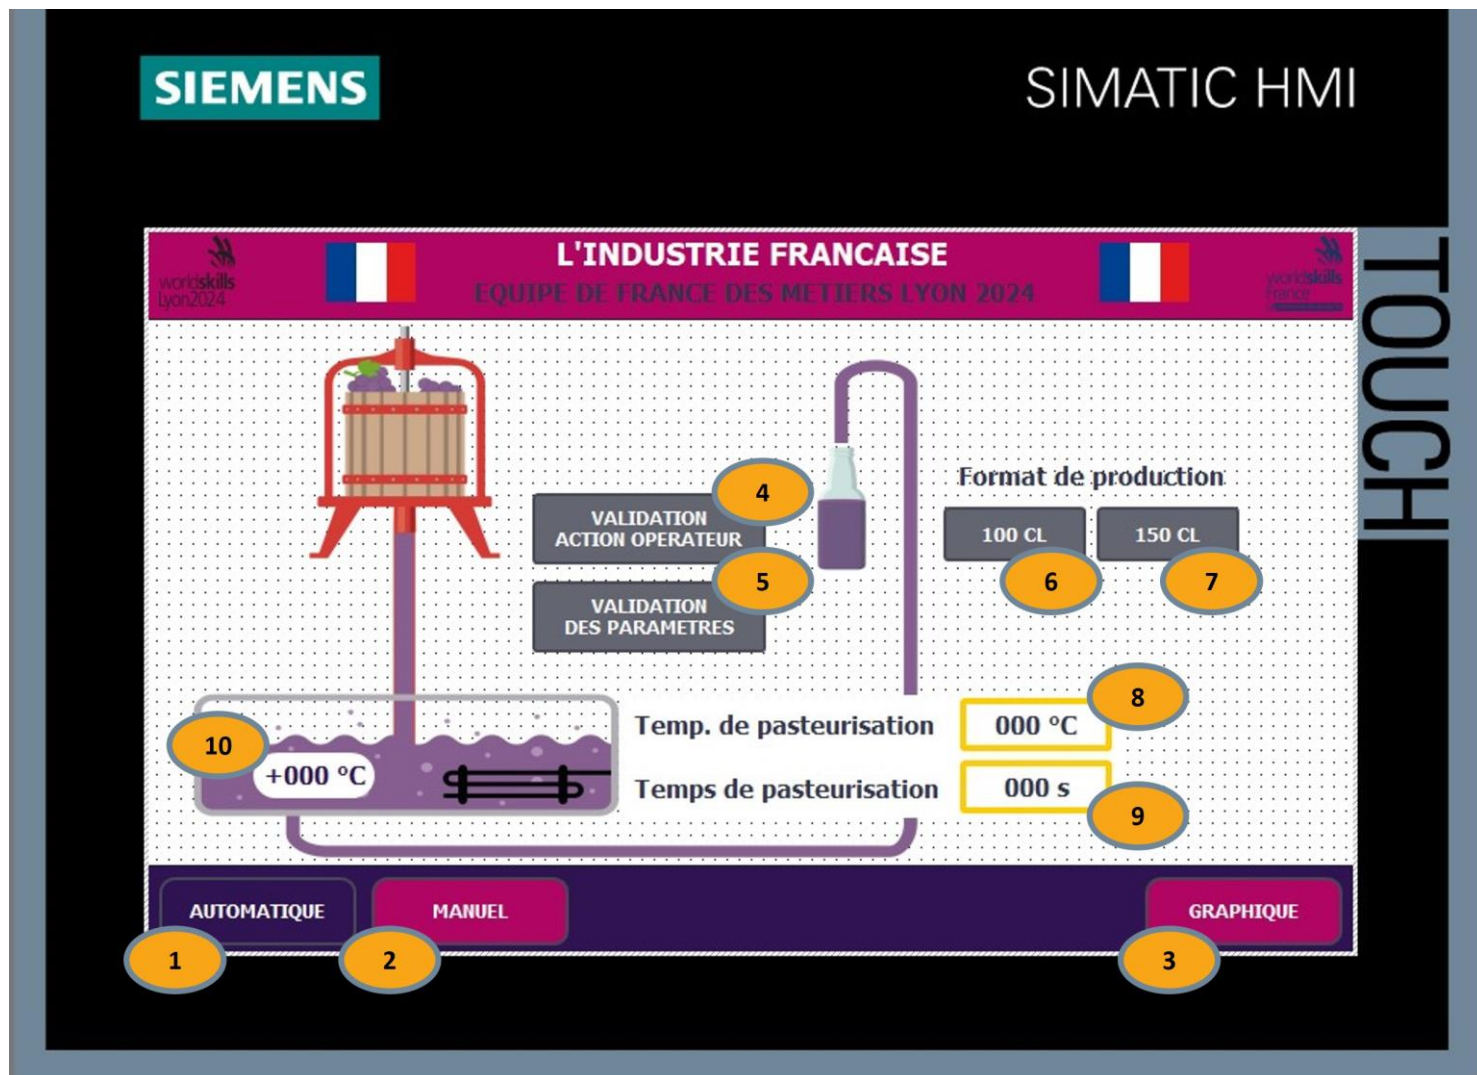 SIEMENS
SIMATIC HMI
TOUCH
worldskills
Lyon2024
L'INDUSTRIE FRANCAISE
EQUIPE DE FRANCE DES METIERS LYON 2024
worldskills
France
Format de production
4
VALIDATION
ACTION OPERATEUR
100 CL
150 CL
5
6
7
VALIDATION
DES PARAMETRES
8
Temp. de pasteurisation
000 °C
10
+000 °C
Temps de pasteurisation
000 s
9
AUTOMATIQUE
MANUEL
GRAPHIQUE
1
2
3